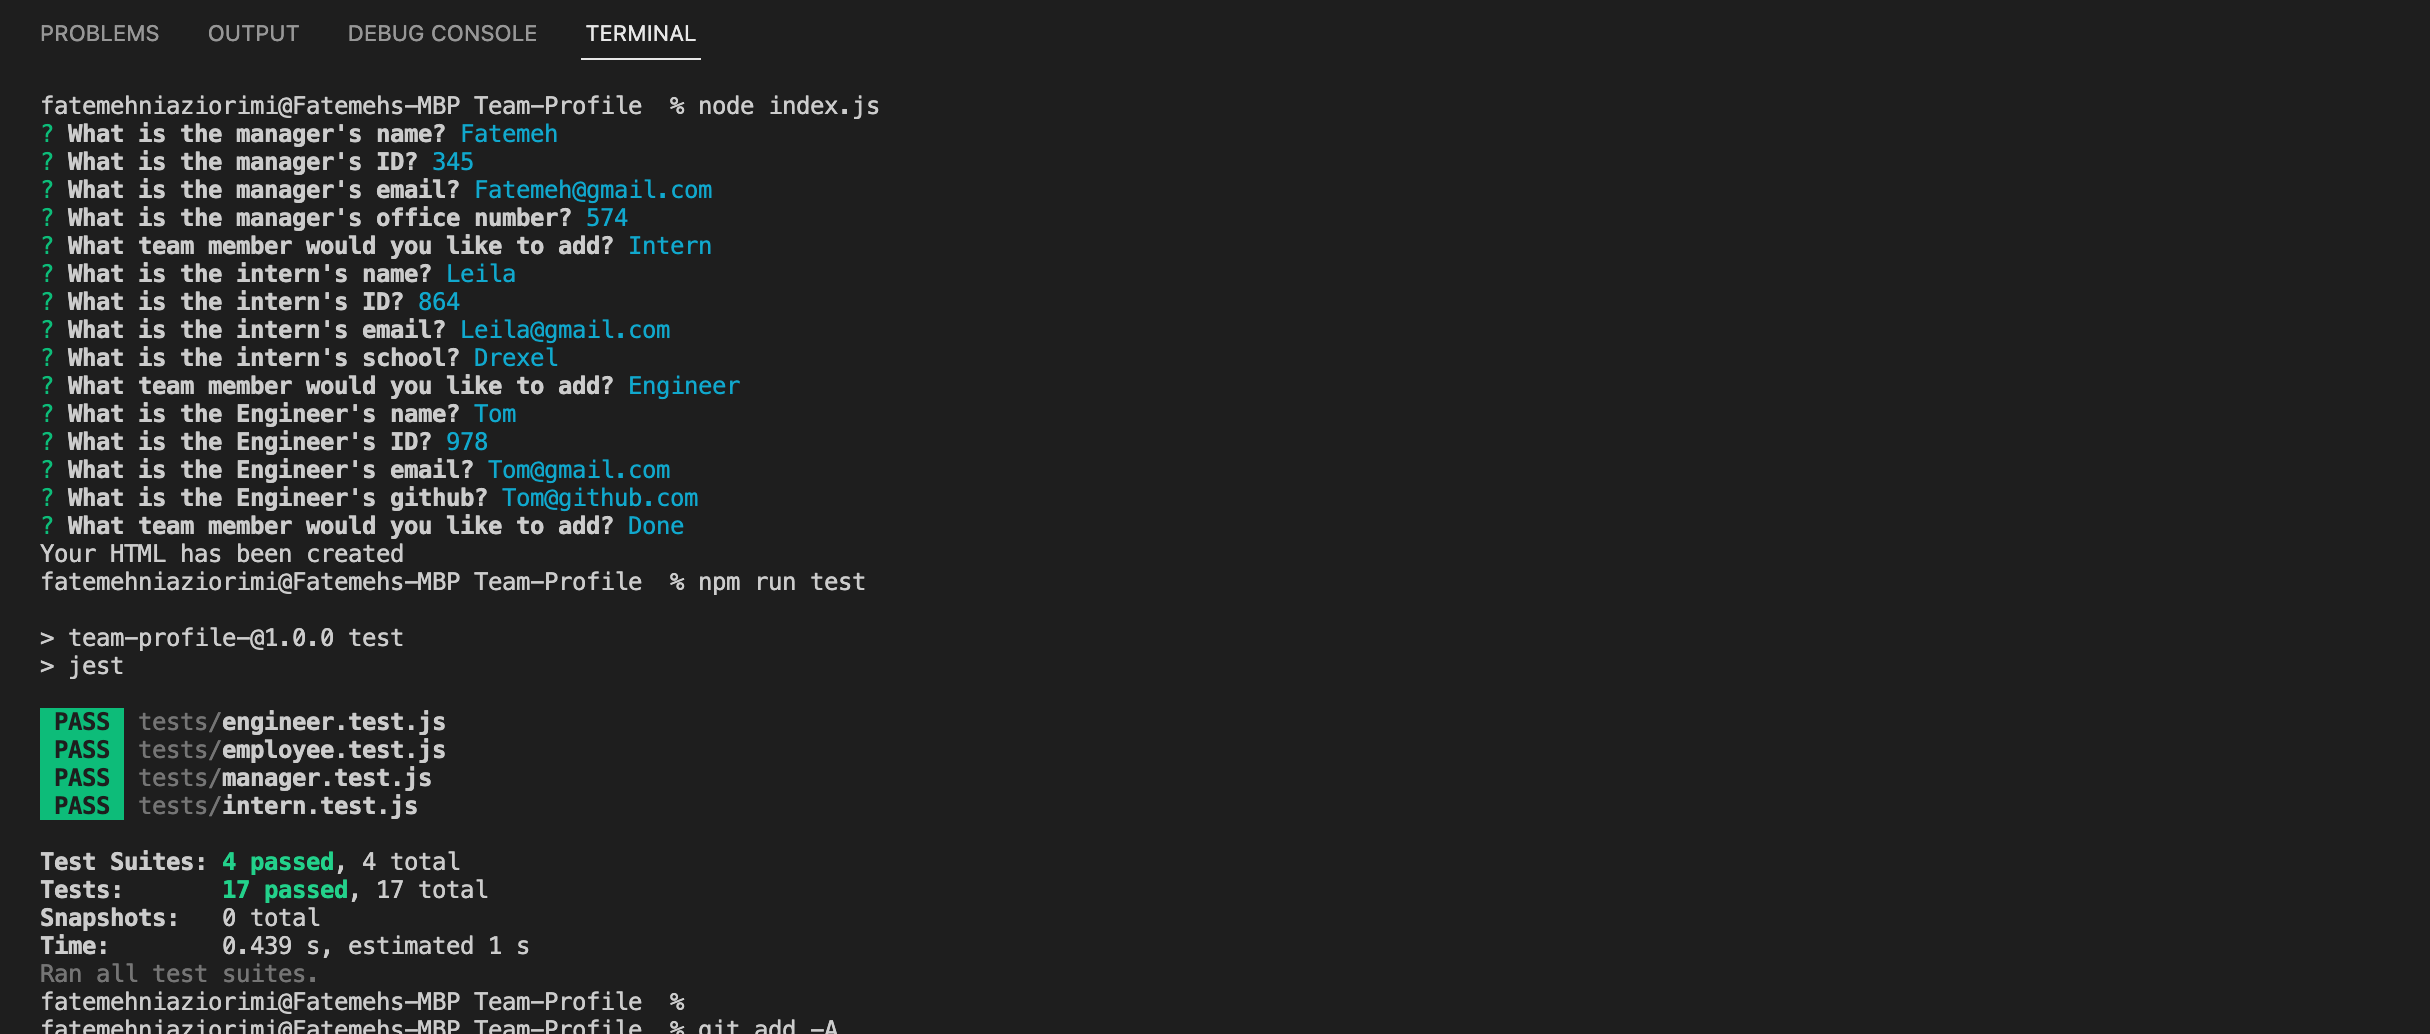 PROBLEMS OUTPUT DEBUG CONSOLE TERMINAL
fatemehniaziorimi@Fatemehs-MBP Team-Profile % node index.js
? What is the manager's name? Fatemeh
? What is the manager's ID? 345
? What is the manager's email? Fatemeh@gmail.com
? What is the manager's office number? 574
? What team member would you like to add? Intern
? What is the intern's name? Leila
? What is the intern's ID? 864
? What is the intern's email? Leila@gmail.com
? What is the intern's school? Drexel
? What team member would you like to add? Engineer
? What is the Engineer's name? Tom
? What is the Engineer's ID? 978
? What is the Engineer's email? Tom@gmail.com
? What is the Engineer's github? Tom@github.com
? What team member would you like to add? Done
Your HTML has been created
fatemehniaziorimi@Fatemehs-MBP Team-Profile % npm run test
> team-profile-@1.0.0 test
> jest
PASS tests/engineer.test.js
PASS tests/employee.test.js
PASS tests/manager.test.js
PASS tests/intern.test.js
Test Suites: 4 passed, 4 total
Tests: 17 passed, 17 total
Snapshots: 0 total
Time: 0.439 s, estimated 1 s
Ran all test suites.
fatemehniaziorimi@Fatemehs-MBP Team-Profile %
fatemehniaziorimi@Fatemehs-MBP Team-Profile % git add -A